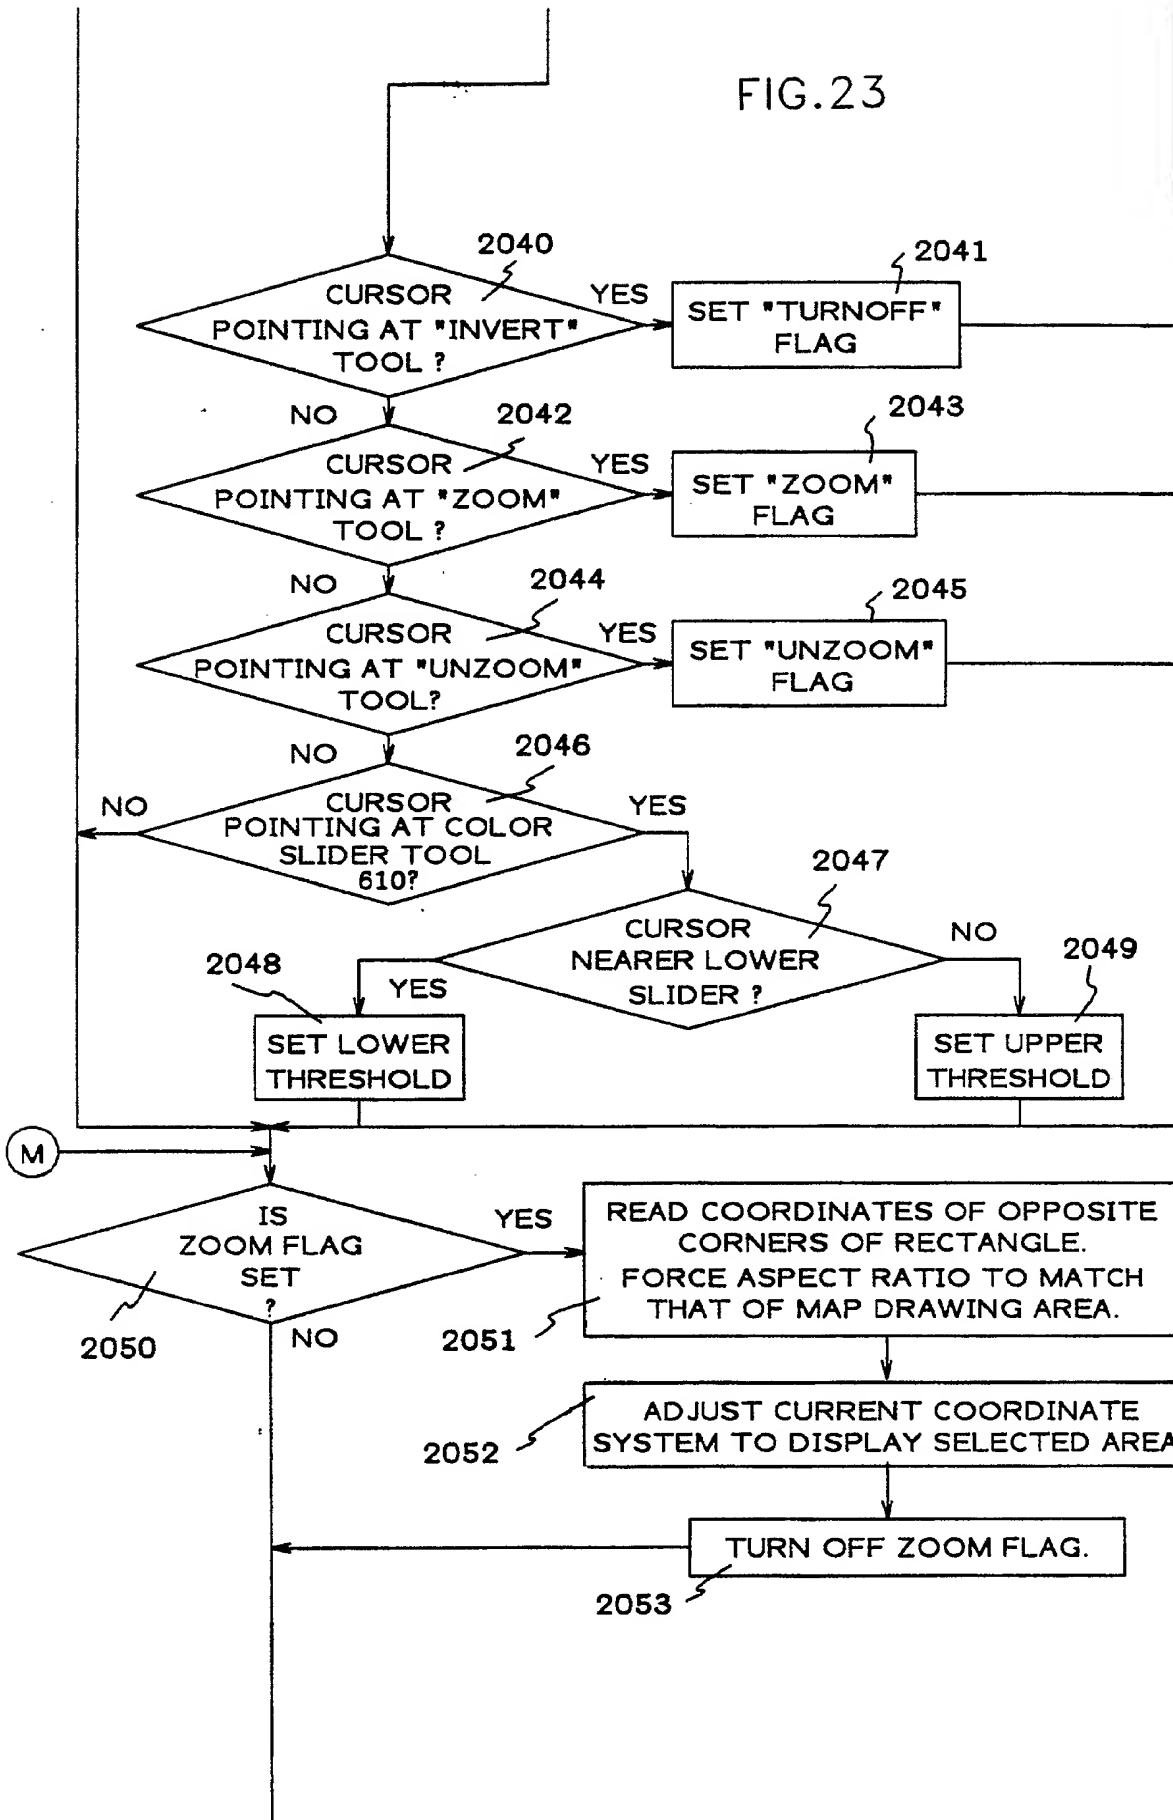 FIG.23
2040
CURSOR
POINTING AT "INVERT"
TOOL ?
YES
2041
SET "TURNOFF"
FLAG
NO
2042
CURSOR
POINTING AT "ZOOM"
TOOL ?
YES
2043
SET "ZOOM"
FLAG
NO
2044
CURSOR
POINTING AT "UNZOOM"
TOOL?
YES
2045
SET "UNZOOM"
FLAG
NO
2046
NO
CURSOR
POINTING AT COLOR
SLIDER TOOL
610?
YES
2047
CURSOR
NEARER LOWER
SLIDER ?
YES
NO
2048
SET LOWER
THRESHOLD
2049
SET UPPER
THRESHOLD
M
IS
ZOOM FLAG
SET
?
2050
YES
NO
READ COORDINATES OF OPPOSITE
CORNERS OF RECTANGLE.
FORCE ASPECT RATIO TO MATCH
THAT OF MAP DRAWING AREA.
2051
ADJUST CURRENT COORDINATE
SYSTEM TO DISPLAY SELECTED AREA
2052
TURN OFF ZOOM FLAG.
2053